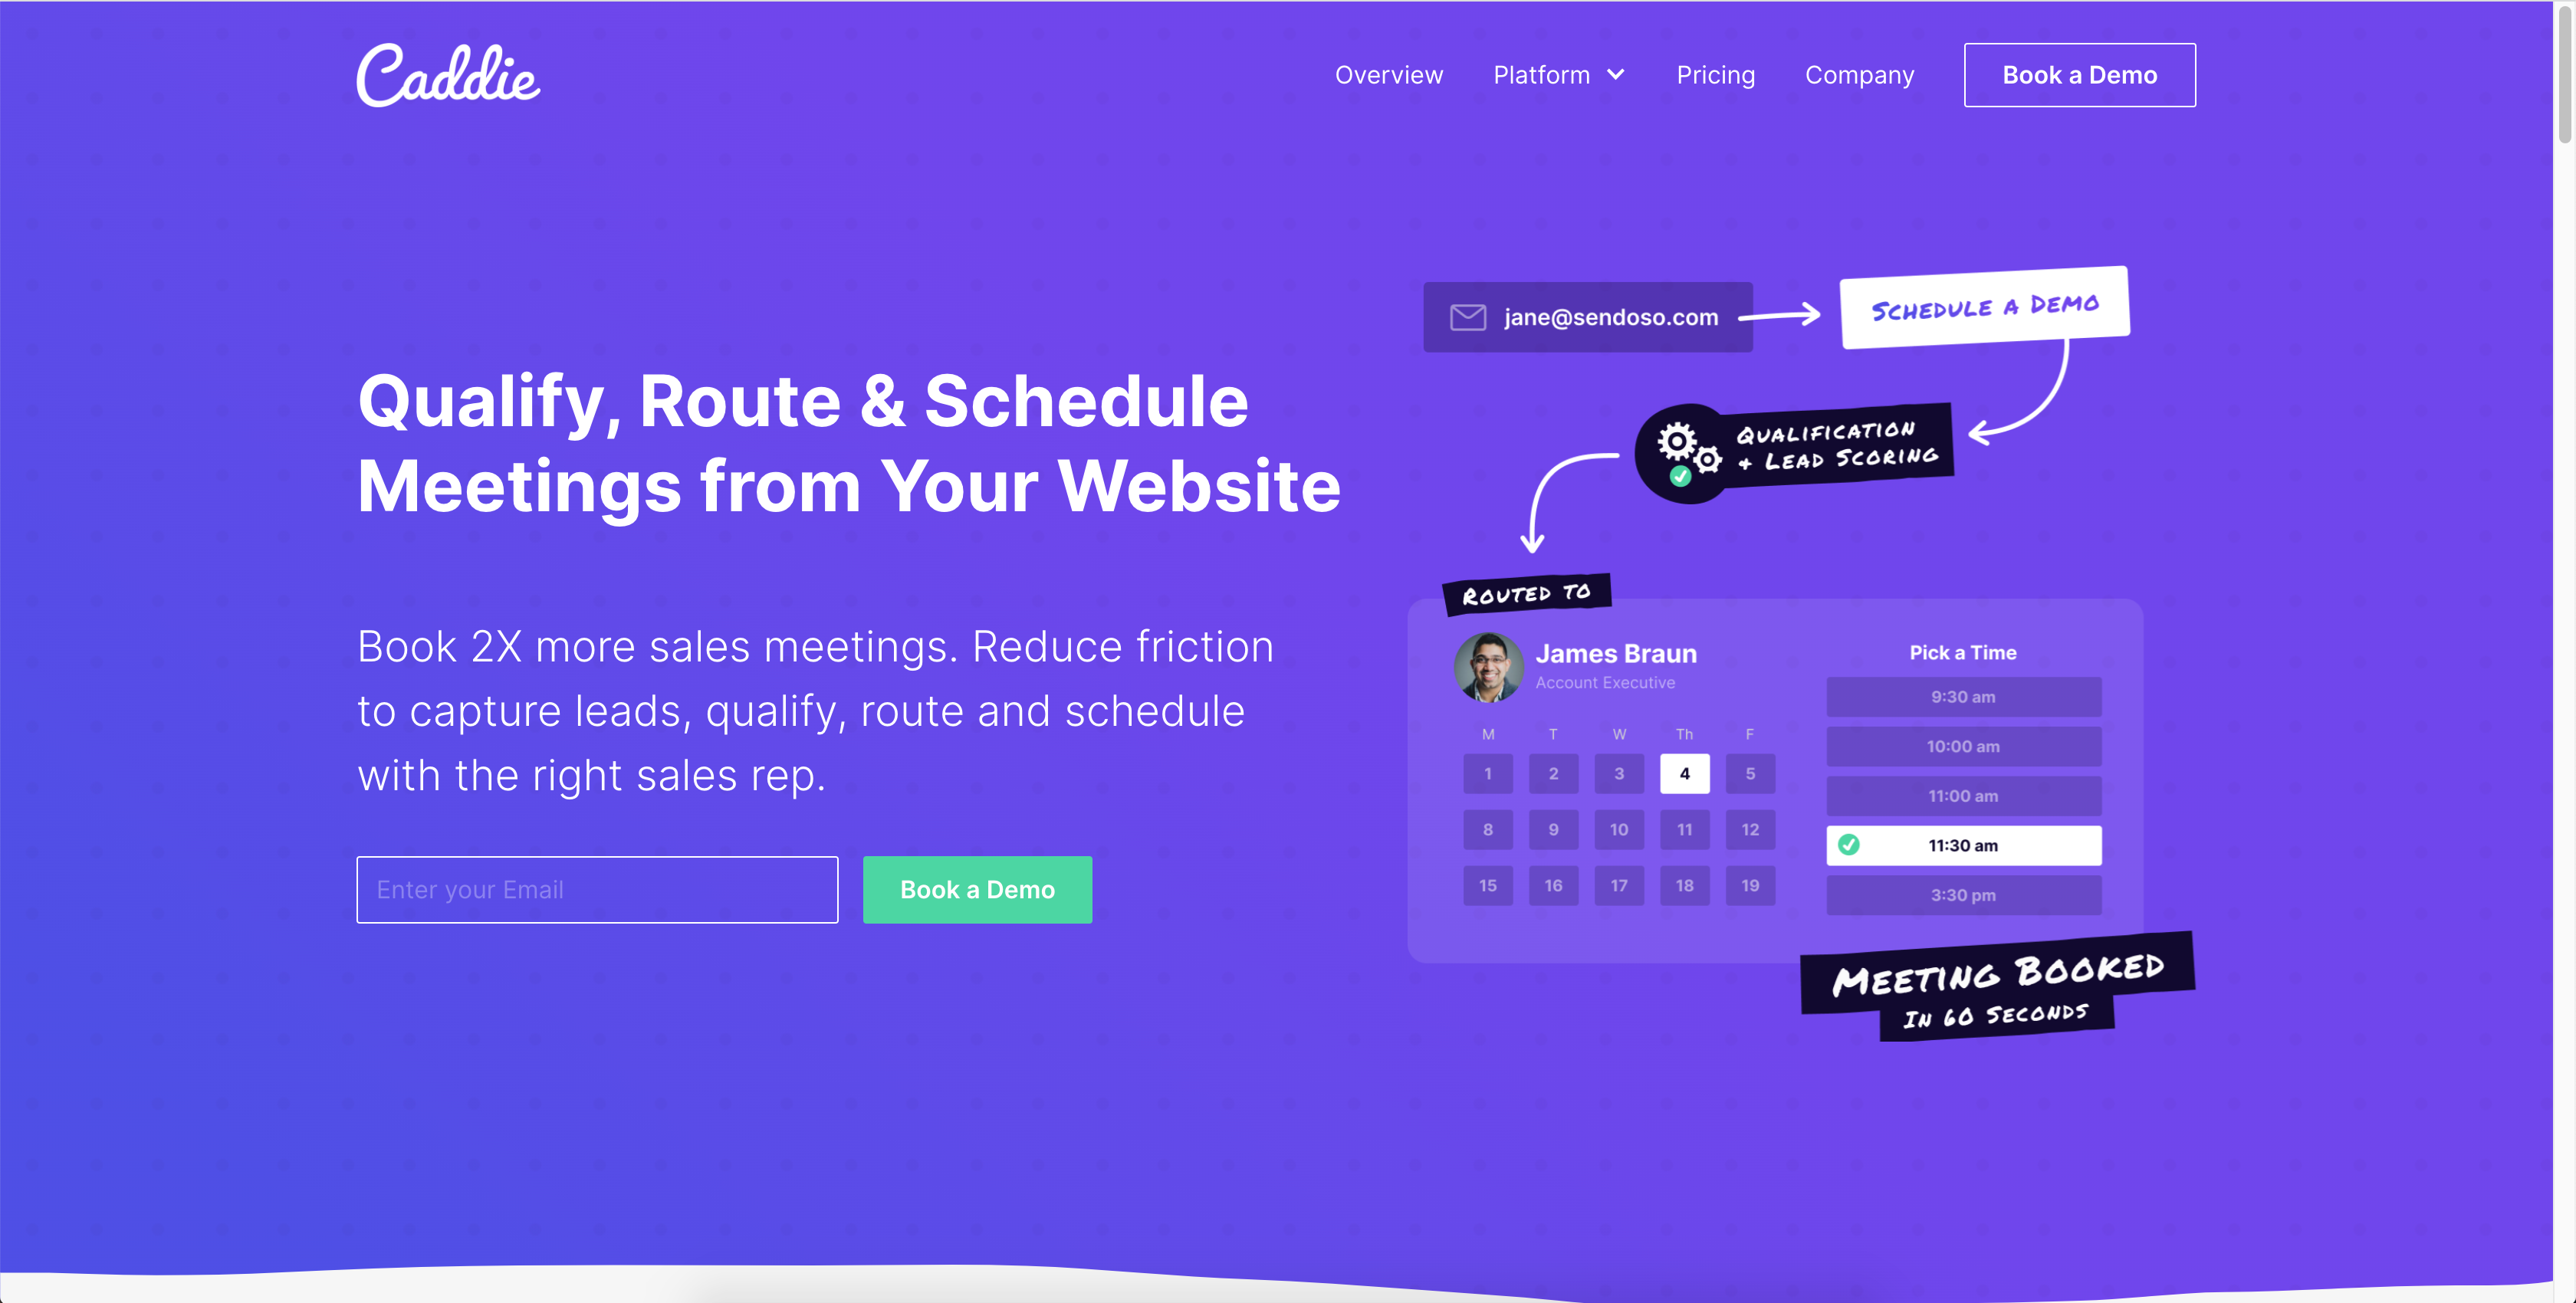 Caddie
Overview
Platform
Pricing
Company
Book a Demo
Qualify, Route & Schedule
Meetings from Your Website
Book 2X more sales meetings. Reduce friction
to capture leads, qualify, route and schedule
with the right sales rep.
Enter your Email
Book a Demo
jane@sendoso.com
Schedule a Demo
Qualification
+ Lead Scoring
Routed to
James Braun
Account Executive
M T W Th F
1 2 3 4 5
8 9 10 11 12
15 16 17 18 19
Pick a Time
9:30 am
10:00 am
11:00 am
11:30 am
3:30 pm
Meeting Booked
In 60 Seconds